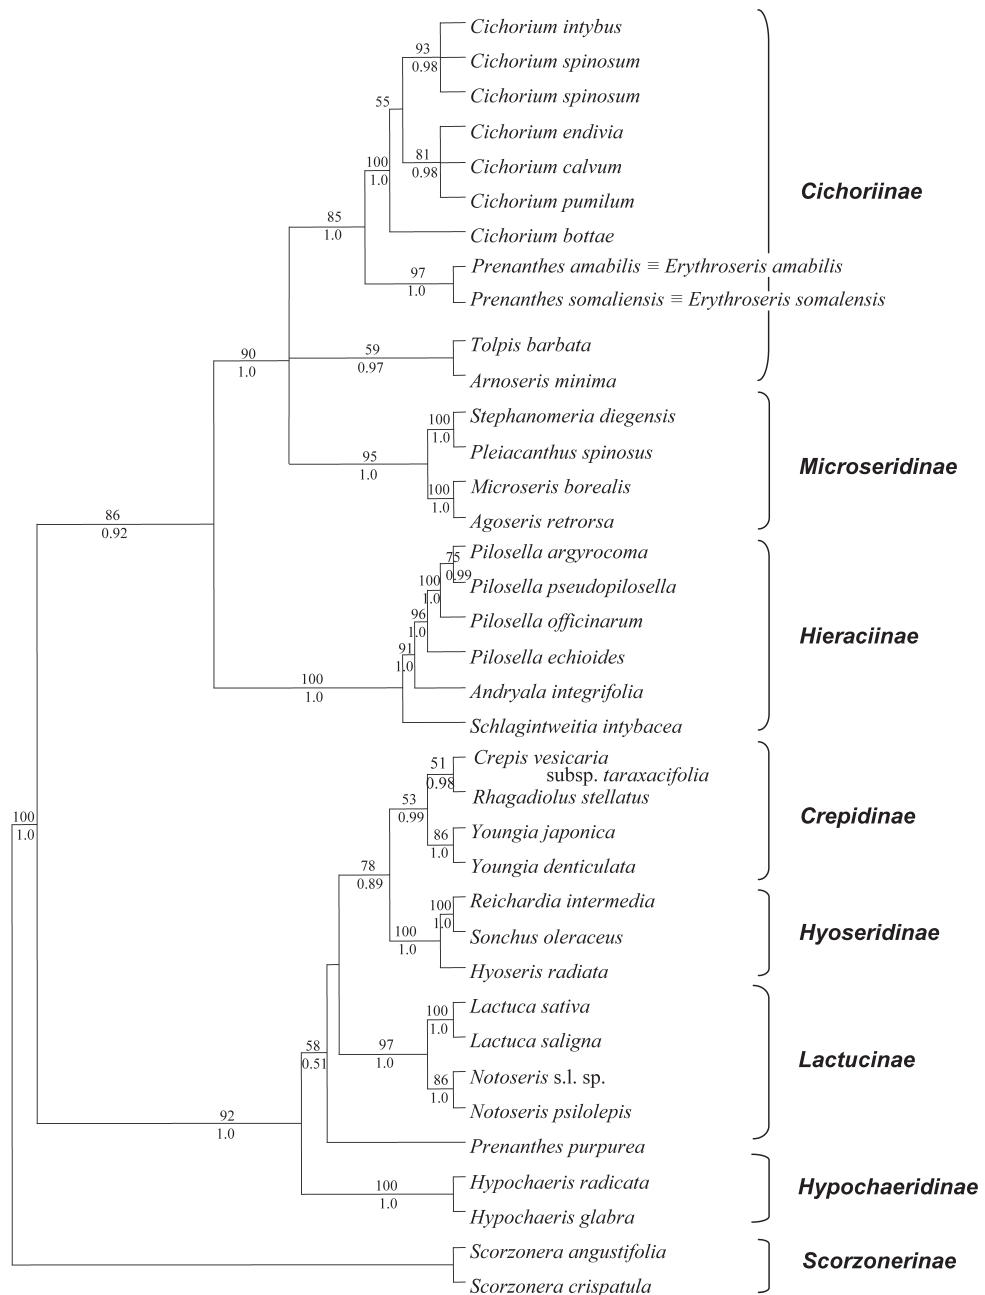 Cichorium intybus
93
0.98
Cichorium spinosum
Cichorium spinosum
55
Cichorium endivia
81
0.98
Cichorium calvum
100
1.0
Cichorium pumilum
Cichoriinae
85
1.0
Cichorium bottae
Prenanthes amabilis ≡ Erythroseris amabilis
97
1.0
Prenanthes somaliensis ≡ Erythroseris somalensis
90
1.0
59
0.97
Tolpis barbata
Arnoseris minima
100
1.0
Stephanomeria diegensis
Pleiacanthus spinosus
95
1.0
Microseridinae
100
1.0
Microseris borealis
Agoseris retrorsa
86
0.92
75
0.99
Pilosella argyrocoma
Pilosella pseudopilosella
100
1.0
Pilosella officinarum
96
1.0
Hieraciinae
Pilosella echioides
91
1.0
Andryala integrifolia
100
1.0
Schlagintweitia intybacea
Crepis vesicaria
subsp. taraxacifolia
51
0.98
Rhagadiolus stellatus
53
0.99
Crepidinae
100
1.0
86
1.0
Youngia japonica
Youngia denticulata
78
0.89
100
1.0
Reichardia intermedia
Sonchus oleraceus
100
1.0
Hyoseridinae
Hyoseris radiata
100
1.0
Lactuca sativa
Lactuca saligna
97
1.0
58
0.51
Lactucinae
86
1.0
Notoseris s.l. sp.
Notoseris psilolepis
92
1.0
Prenanthes purpurea
100
1.0
Hypochaeris radicata
Hypochaeridinae
Hypochaeris glabra
Scorzonera angustifolia
Scorzonerinae
Scorzonera crispatula